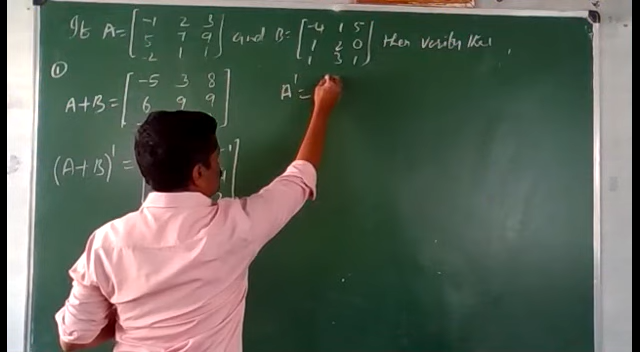 If A = [ -1 2 3 and B = [ -4 1 5 then verify that
5 7 9 1 2 0
-2 1 1 ] 1 3 1 ]
① A+B = [ -5 3 8 A' =
6 9 9
(A+B)' = -1